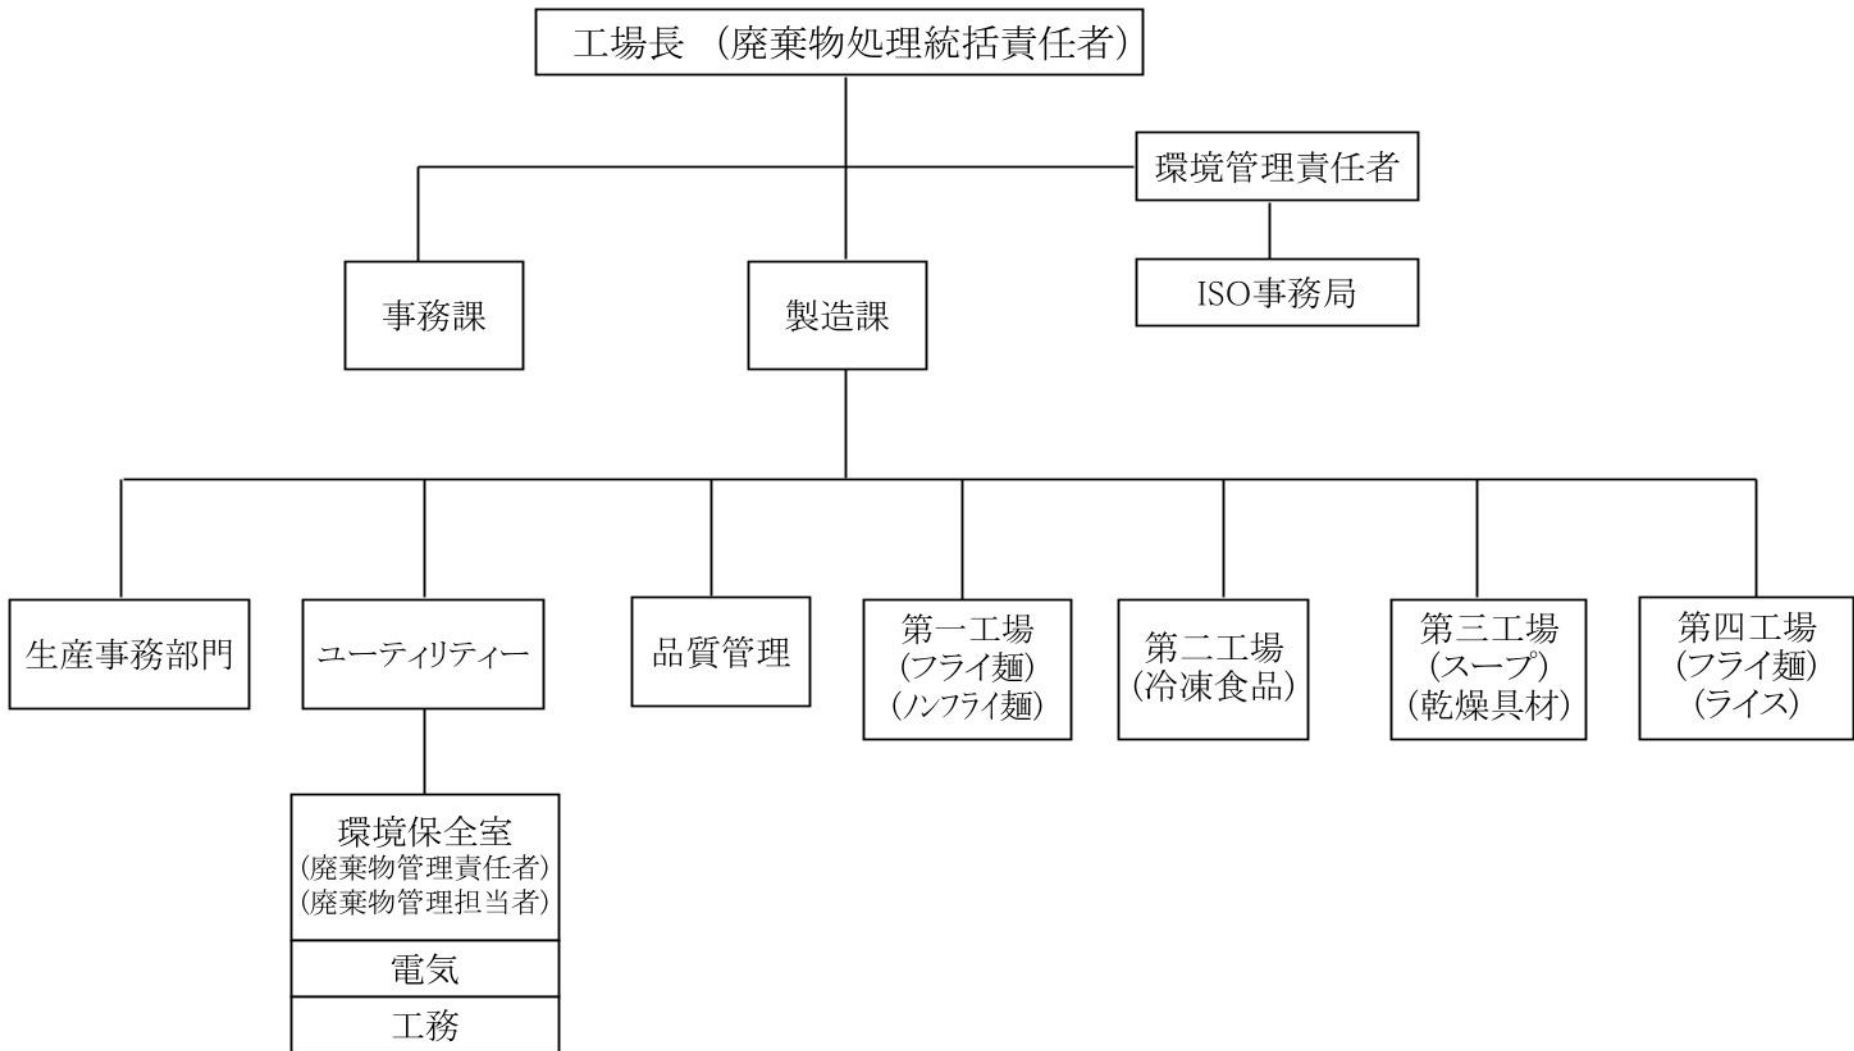 工場長 （廃棄物処理統括責任者）
環境管理責任者
ISO事務局
事務課
製造課
生産事務部門
ユーティリティー
品質管理
第一工場
(フライ麺)
(ノンフライ麺)
第二工場
(冷凍食品)
第三工場
(スープ)
(乾燥具材)
第四工場
(フライ麺)
(ライス)
環境保全室
(廃棄物管理責任者)
(廃棄物管理担当者)
電気
工務